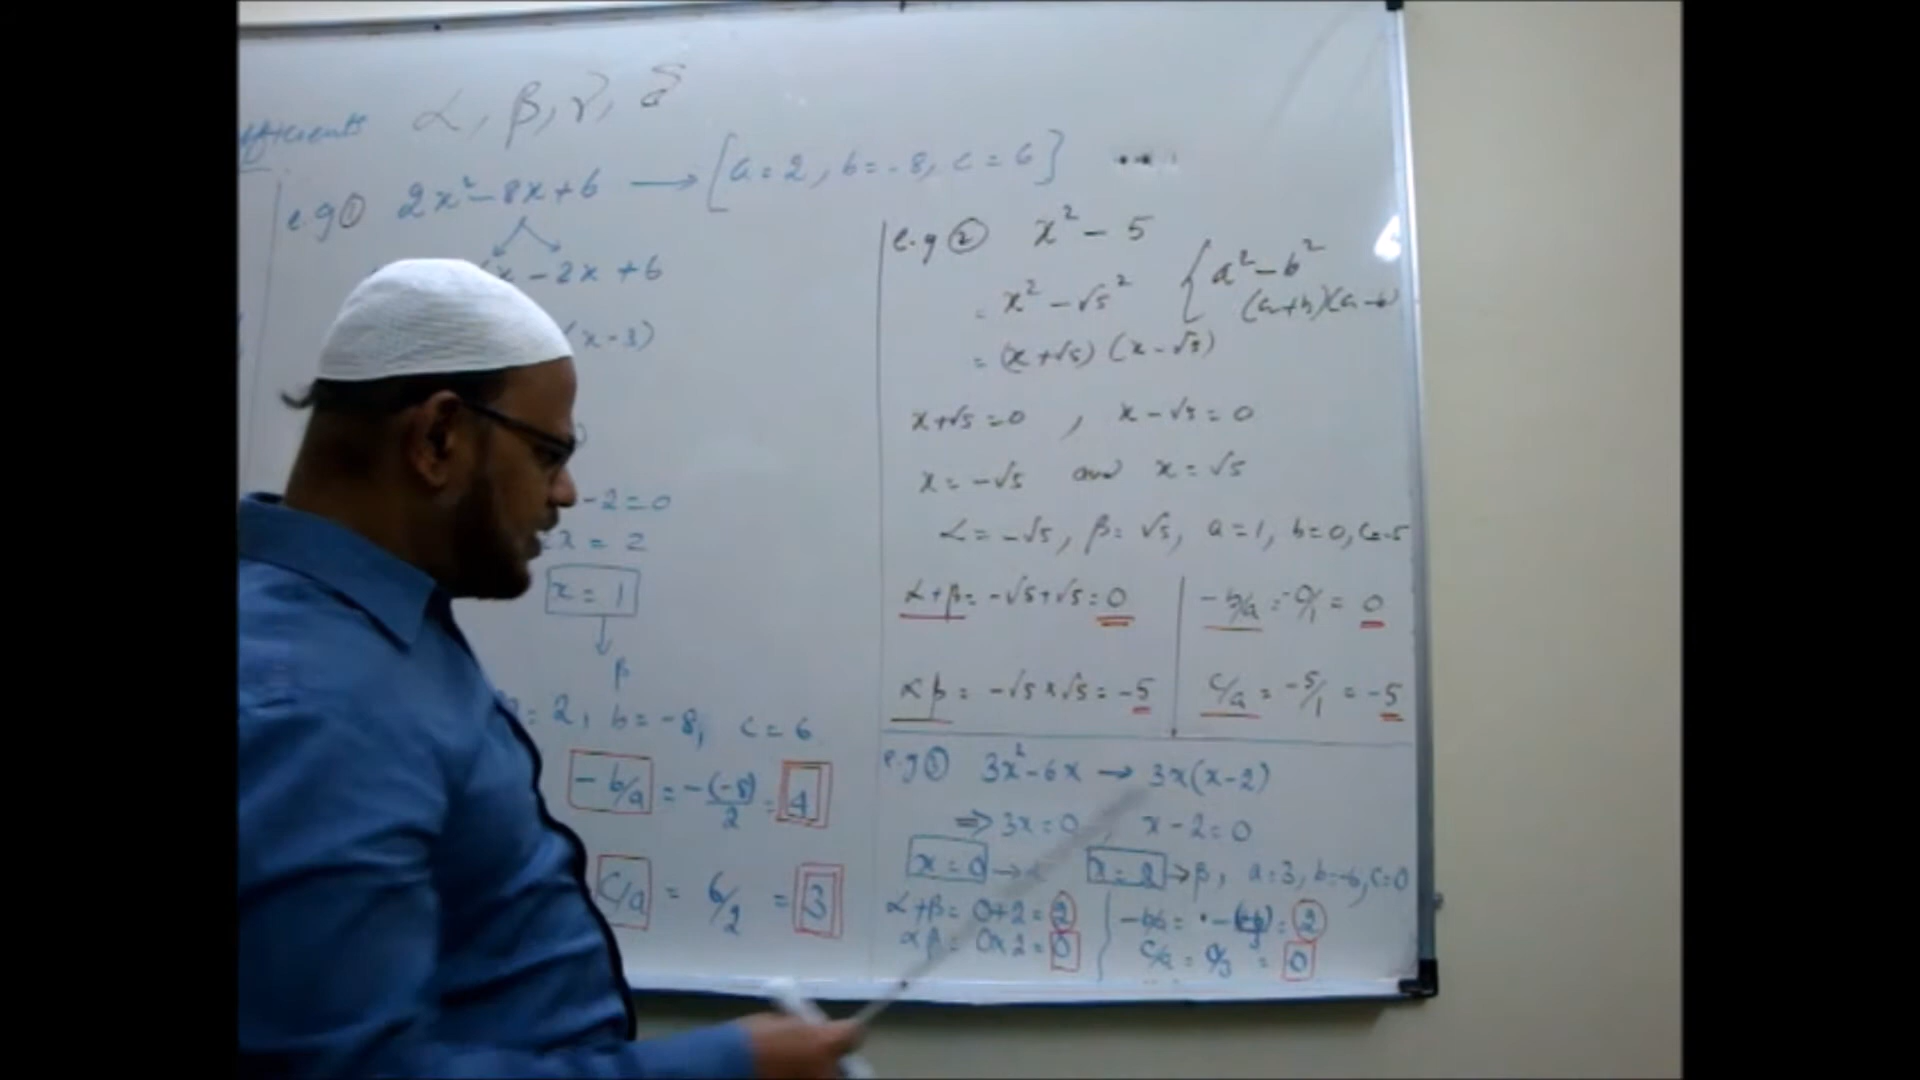 α, β, γ, δ
e.g ① 2x² - 8x + 6 → [a = 2, b = -8, c = 6]
x - 2x + 6
(x - 3)
- 2 = 0
x = 2
x = 1
β
= 2, b = -8, c = 6
- b/a = -(-8)/2 = 4
c/a = 6/2 = 3
e.g ② x² - 5
= x² - √5² { a² - b²
(a+b)(a-b)
= (x + √5) (x - √5)
x + √5 = 0 , x - √5 = 0
x = -√5 and x = √5
α = -√5, β = √5, a = 1, b = 0, c = -5
α + β = -√5 + √5 = 0
- b/a = -0/1 = 0
αβ = -√5 × √5 = -5
c/a = -5/1 = -5
e.g ③ 3x² - 6x → 3x(x - 2)
⇒ 3x = 0, x - 2 = 0
x = 0 → x = 2 → β, a = 3, b = -6, c = 0
α + β = 0 + 2 = 2
αβ = 0 × 2 = 0
= 2
c/a = 0/3 = 0